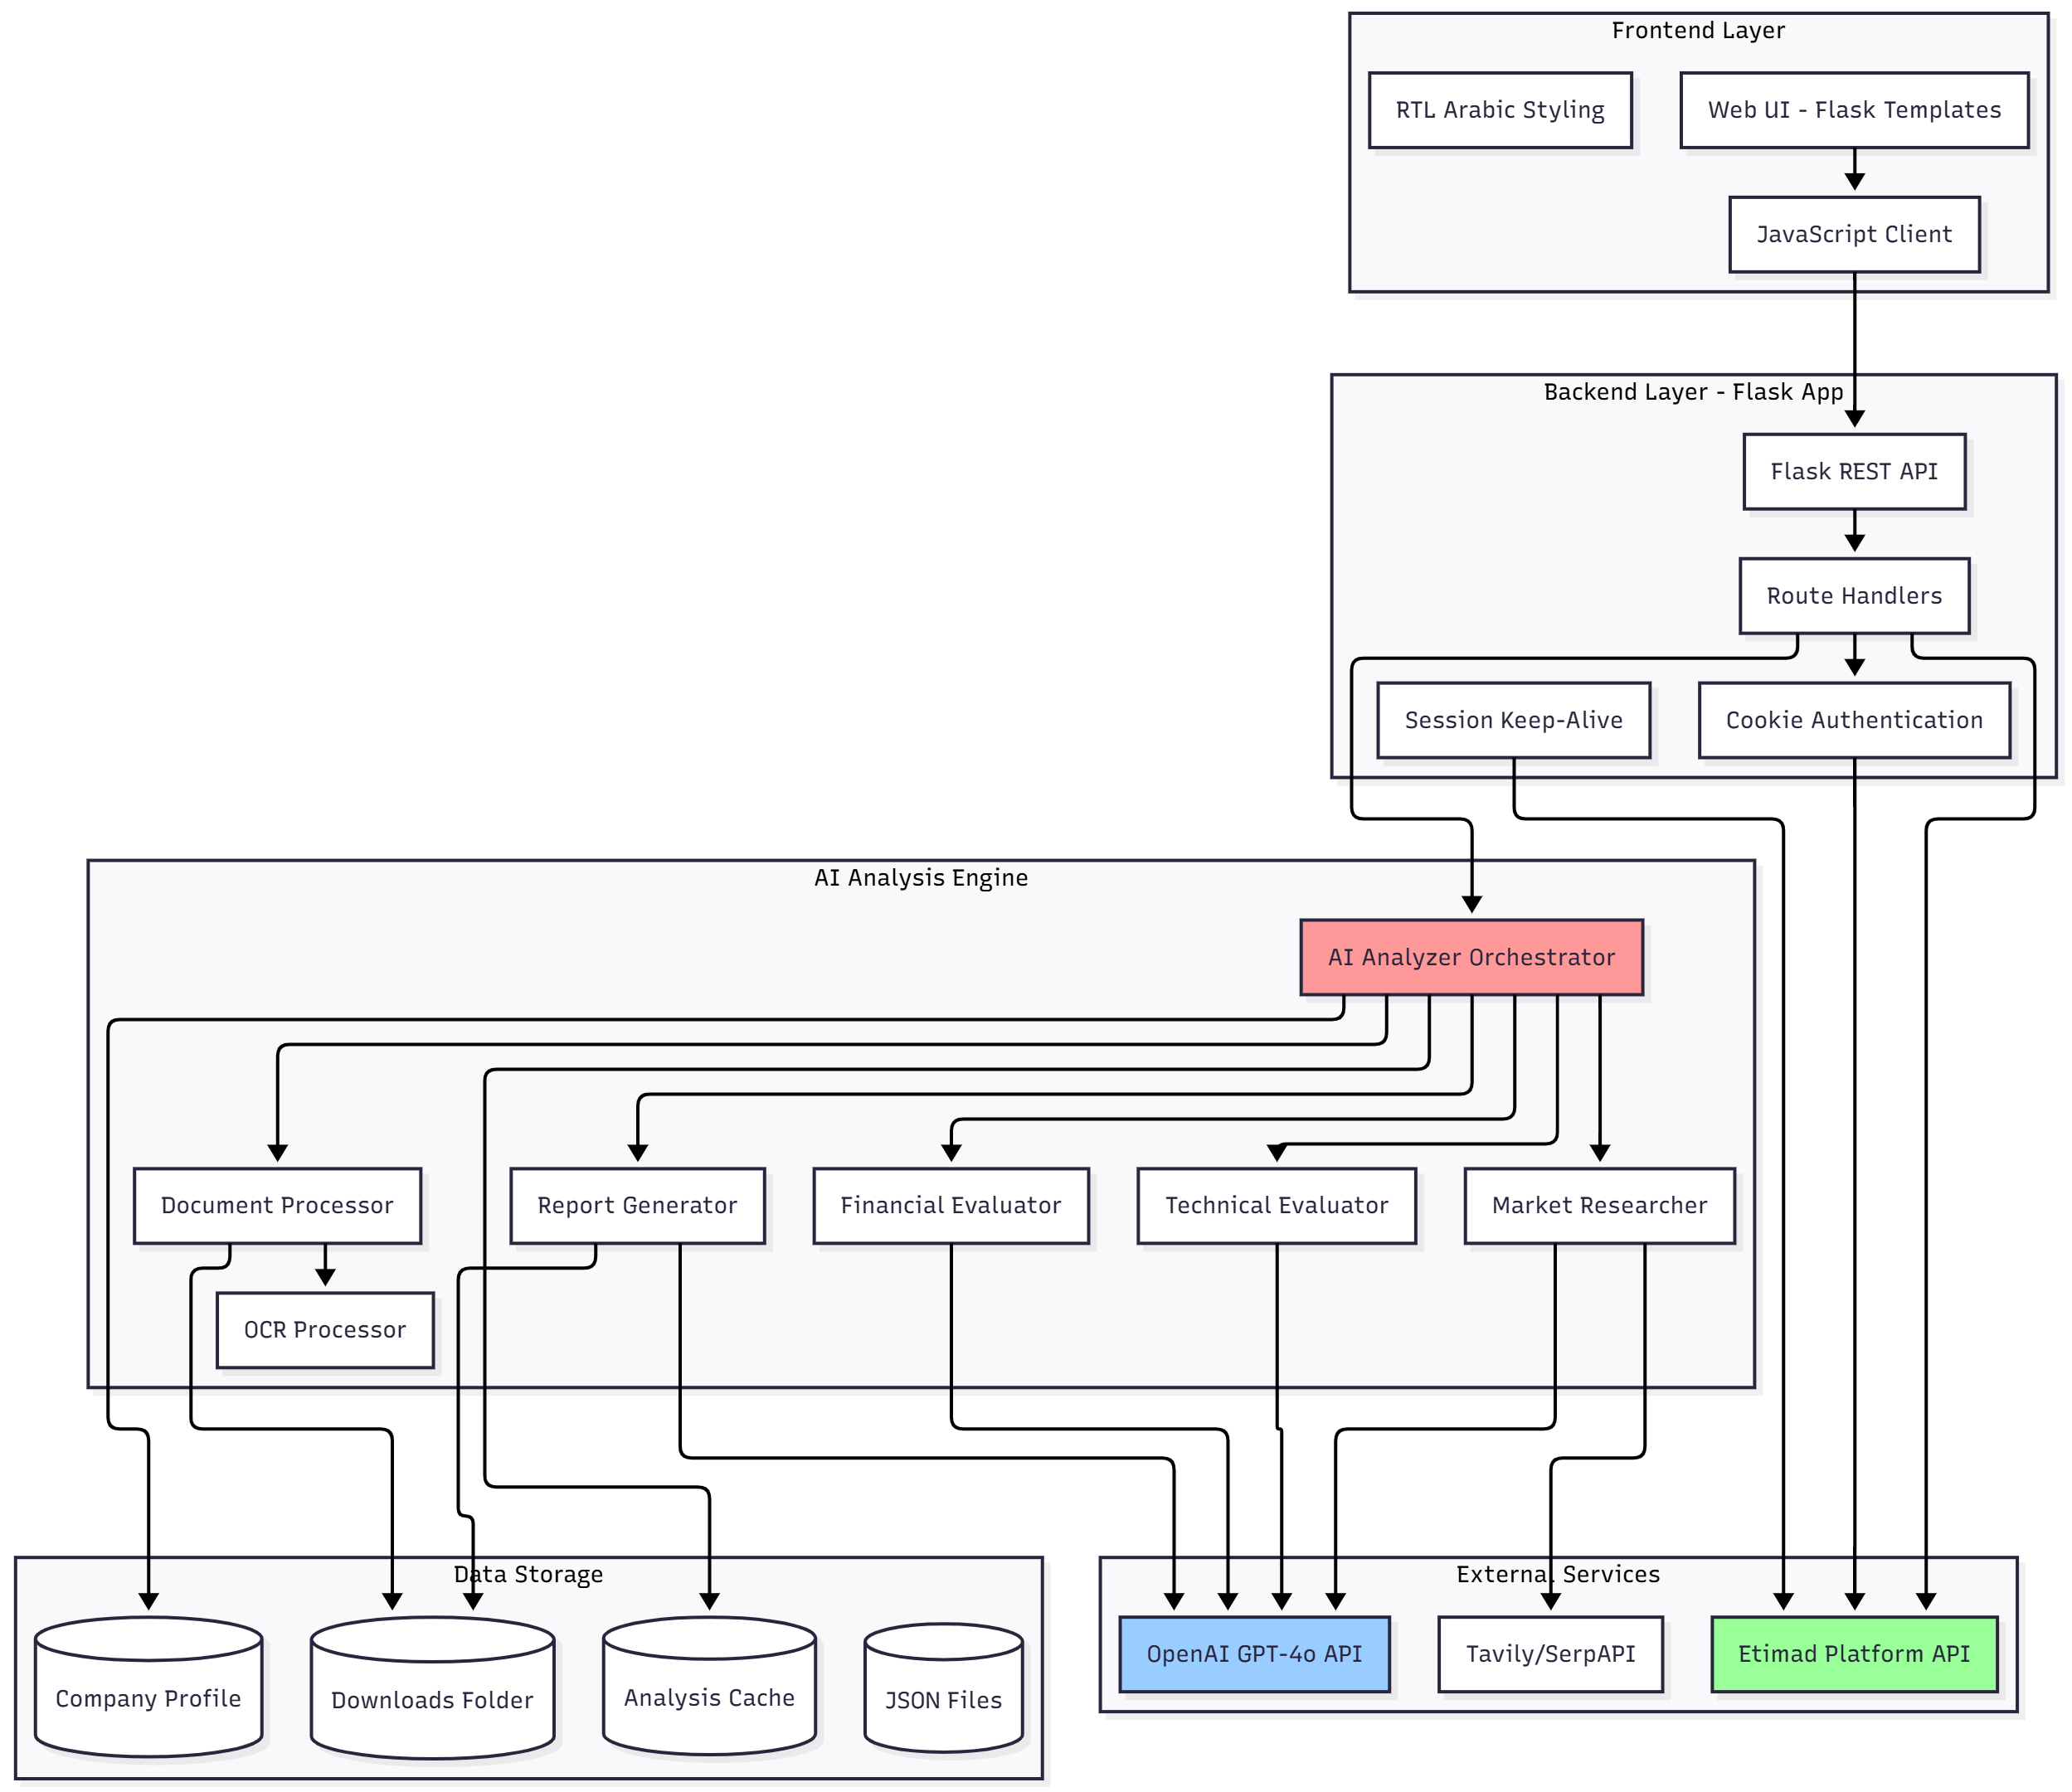 Frontend Layer
RTL Arabic Styling
Web UI - Flask Templates
JavaScript Client
Backend Layer - Flask App
Flask REST API
Route Handlers
Session Keep-Alive
Cookie Authentication
AI Analysis Engine
AI Analyzer Orchestrator
Document Processor
Report Generator
Financial Evaluator
Technical Evaluator
Market Researcher
OCR Processor
Data Storage
Company Profile
Downloads Folder
Analysis Cache
JSON Files
External Services
OpenAI GPT-4o API
Tavily/SerpAPI
Etimad Platform API